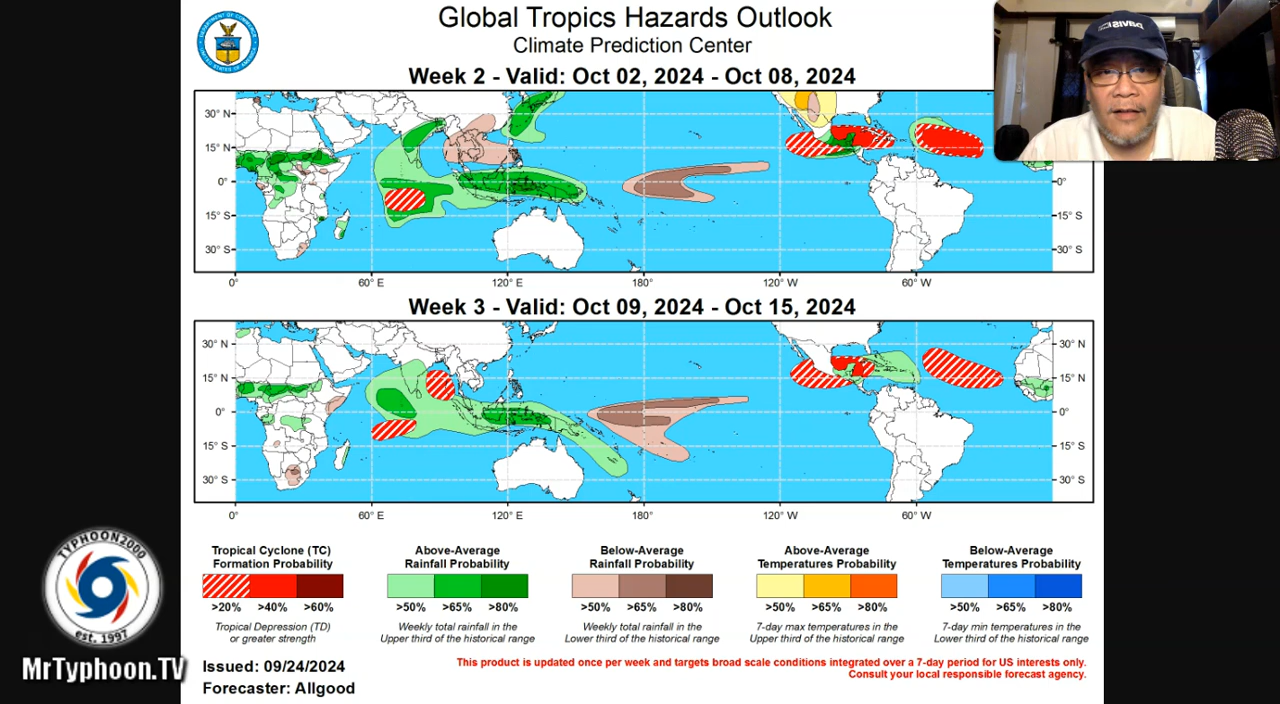 Global Tropics Hazards Outlook
Climate Prediction Center
Week 2 - Valid: Oct 02, 2024 - Oct 08, 2024
30° N
15° N
0°
0°
15° S
15° S
30° S
30° S
0°
60° E
120° E
180°
120° W
60° W
Week 3 - Valid: Oct 09, 2024 - Oct 15, 2024
30° N
30° N
15° N
15° N
0°
0°
15° S
15° S
30° S
30° S
0°
60° E
120° E
180°
120° W
60° W
Tropical Cyclone (TC)
Formation Probability
>20% >40% >60%
Tropical Depression (TD)
or greater strength
Above-Average
Rainfall Probability
>50% >65% >80%
Weekly total rainfall in the
Upper third of the historical range
Below-Average
Rainfall Probability
>50% >65% >80%
Weekly total rainfall in the
Lower third of the historical range
Above-Average
Temperatures Probability
>50% >65% >80%
7-day max temperatures in the
Upper third of the historical range
Below-Average
Temperatures Probability
>50% >65% >80%
7-day min temperatures in the
Lower third of the historical range
Issued: 09/24/2024
Forecaster: Allgood
This product is updated once per week and targets broad scale conditions integrated over a 7-day period for US interests only.
Consult your local responsible forecast agency.
TYPHOON2000
est. 1997
MrTyphoon.TV